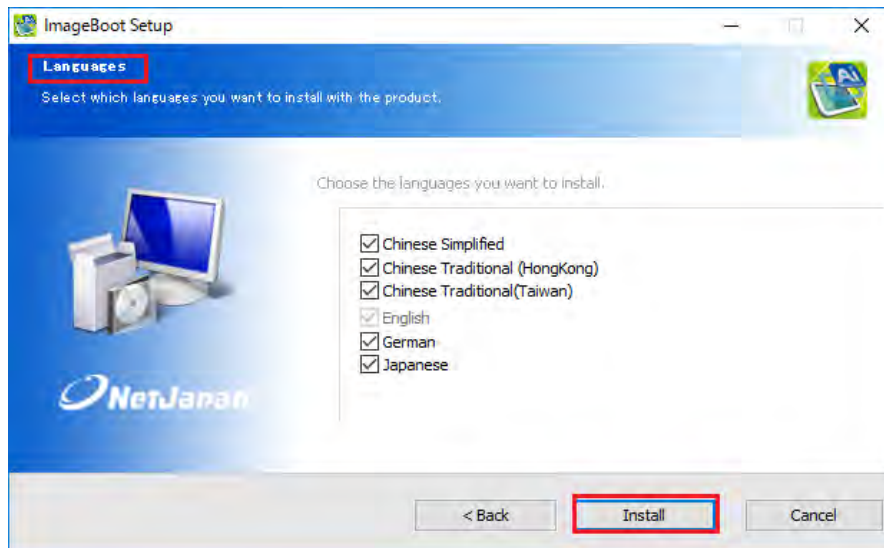 ImageBoot Setup
Languages
Select which languages you want to install with the product.
Ai
Choose the languages you want to install.
Chinese Simplified
Chinese Traditional (HongKong)
Chinese Traditional(Taiwan)
English
German
Japanese
NetJapan
< Back
Install
Cancel